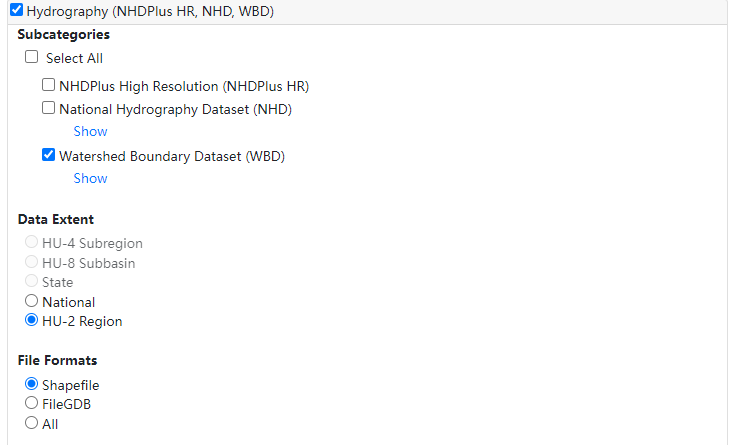 Hydrography (NHDPlus HR, NHD, WBD)
Subcategories
Select All
NHDPlus High Resolution (NHDPlus HR)
National Hydrography Dataset (NHD)
Show
Watershed Boundary Dataset (WBD)
Show
Data Extent
HU-4 Subregion
HU-8 Subbasin
State
National
HU-2 Region
File Formats
Shapefile
FileGDB
All